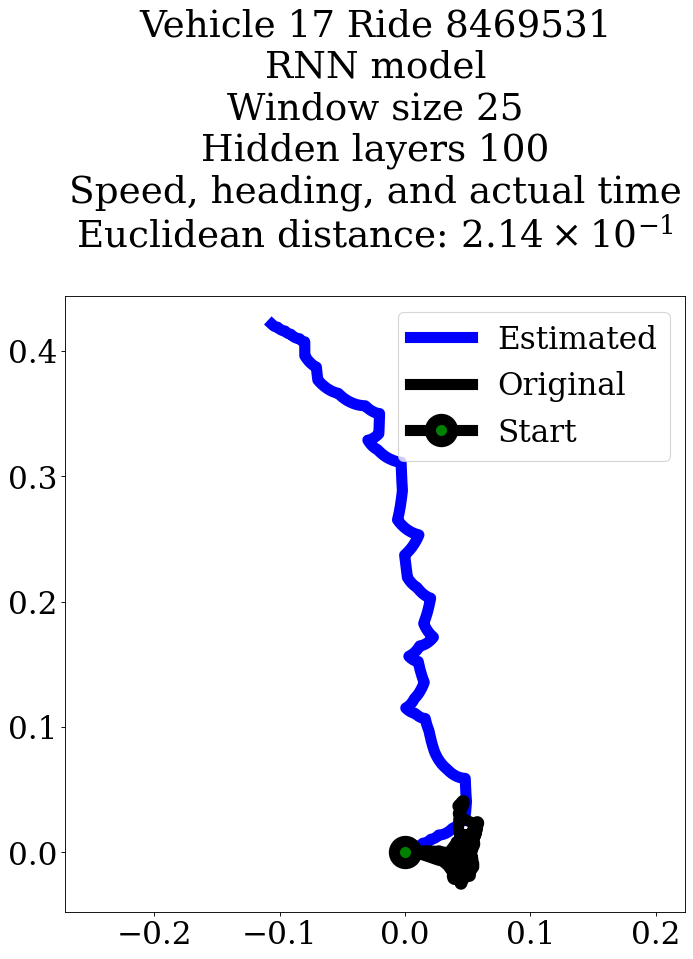 Vehicle 17 Ride 8469531
RNN model
Window size 25
Hidden layers 100
Speed, heading, and actual time
Euclidean distance: 2.14 × 10⁻¹
Estimated
Original
Start
0.4
0.3
0.2
0.1
0.0
−0.2 −0.1 0.0 0.1 0.2